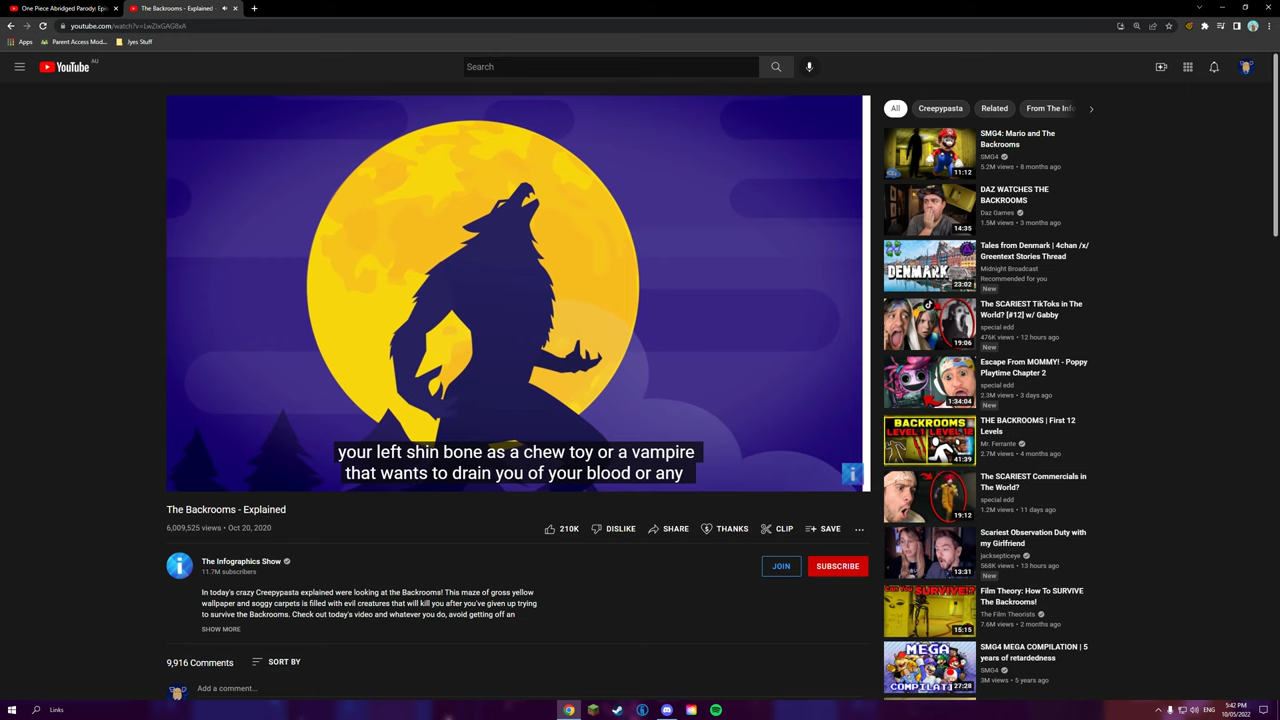 One Piece Abridged Parody: Epi
The Backrooms - Explained
youtube.com/watch?v=LwZIxGAG8xA
Apps
Parent Access Mod...
Jyes Stuff
YouTube
AU
Search
All
Creepypasta
Related
From The Info
your left shin bone as a chew toy or a vampire
that wants to drain you of your blood or any
The Backrooms - Explained
6,009,525 views • Oct 20, 2020
210K
DISLIKE
SHARE
THANKS
CLIP
SAVE
The Infographics Show
11.7M subscribers
JOIN
SUBSCRIBE
In today's crazy Creepypasta explained were looking at the Backrooms! This maze of gross yellow
wallpaper and soggy carpets is filled with evil creatures that will kill you after you've given up trying
to survive the Backrooms. Check out today's video and whatever you do, avoid getting off an
SHOW MORE
9,916 Comments
SORT BY
Add a comment...
11:12
SMG4: Mario and The
Backrooms
SMG4
5.2M views • 8 months ago
14:35
DAZ WATCHES THE
BACKROOMS
Daz Games
1.5M views • 3 months ago
DENMARK
23:02
Tales from Denmark | 4chan /x/
Greentext Stories Thread
Midnight Broadcast
Recommended for you
New
19:06
The SCARIEST TikToks in The
World? [#12] w/ Gabby
special edd
476K views • 12 hours ago
New
1:34:04
Escape From MOMMY! - Poppy
Playtime Chapter 2
special edd
2.3M views • 3 days ago
New
BACKROOMS
LEVEL 1 LEVEL 12
41:39
THE BACKROOMS | First 12
Levels
Mr. Ferrante
2.7M views • 4 months ago
19:12
The SCARIEST Commercials in
The World?
special edd
1.2M views • 11 days ago
13:31
Scariest Observation Duty with
my Girlfriend
jacksepticeye
568K views • 13 hours ago
New
15:15
Film Theory: How To SURVIVE
The Backrooms!
The Film Theorists
7.6M views • 2 months ago
MEGA
COMPILATION
27:28
SMG4 MEGA COMPILATION | 5
years of retardedness
SMG4
3M views • 5 years ago
Links
5:42 PM
10/05/2022